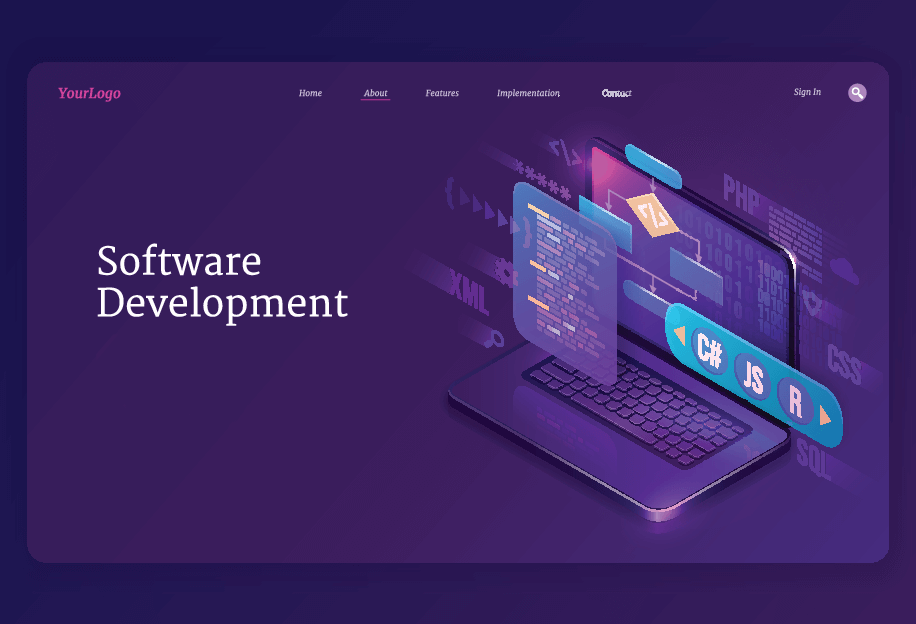 YourLogo
Home
About
Features
Implementation
Contact
Sign In
Software
Development
</>
*****
PHP
{
}
</>
XML
C#
JS
R
CSS
SQL